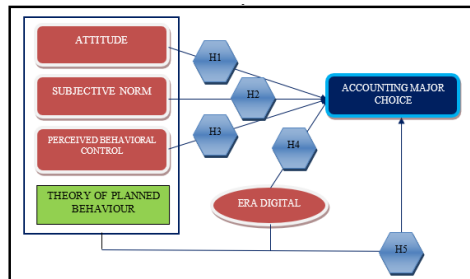 ATTITUDE
H1
SUBJECTIVE NORM
H2
ACCOUNTING MAJOR
CHOICE
PERCEIVED BEHAVIORAL
CONTROL
H3
H4
THEORY OF PLANNED
BEHAVIOUR
ERA DIGITAL
H5